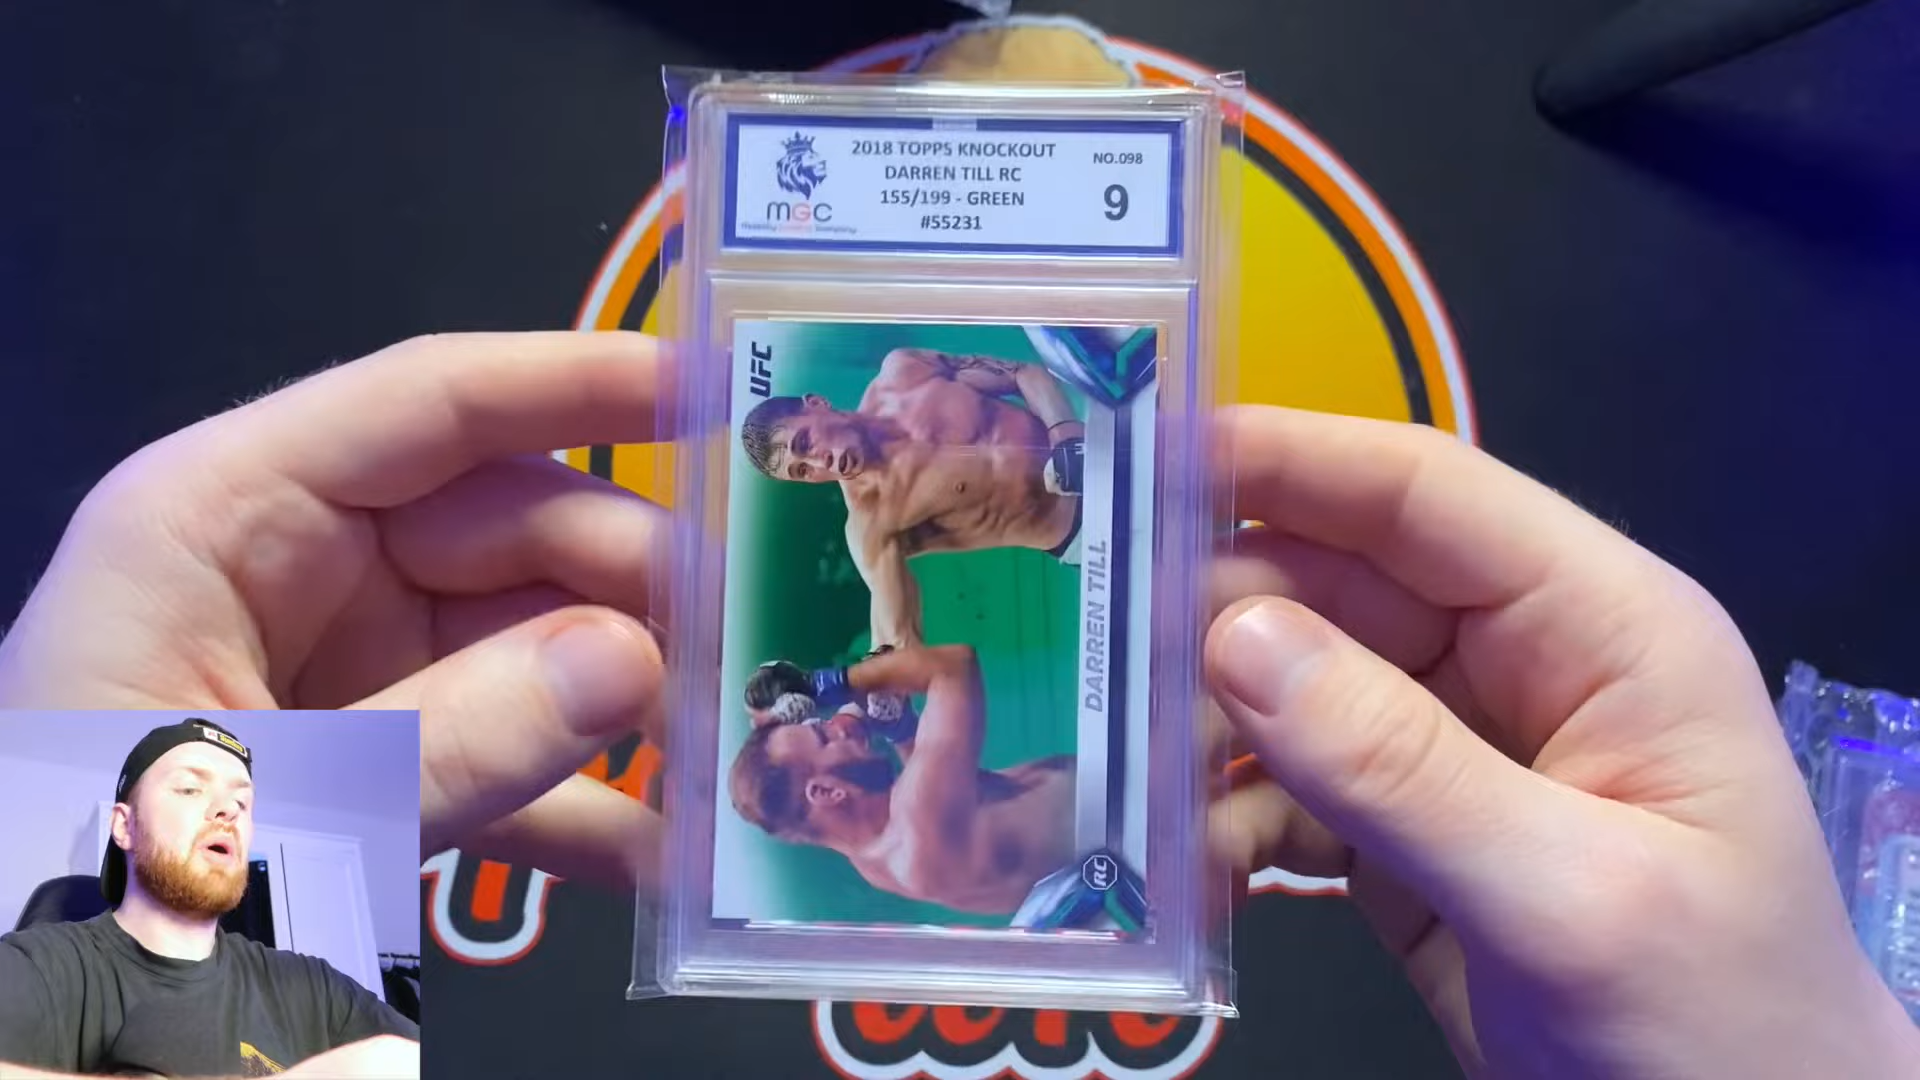 2018 TOPPS KNOCKOUT
DARREN TILL RC
155/199 - GREEN
#55231
NO.098
9
MGC
UFC
DARREN TILL
RC